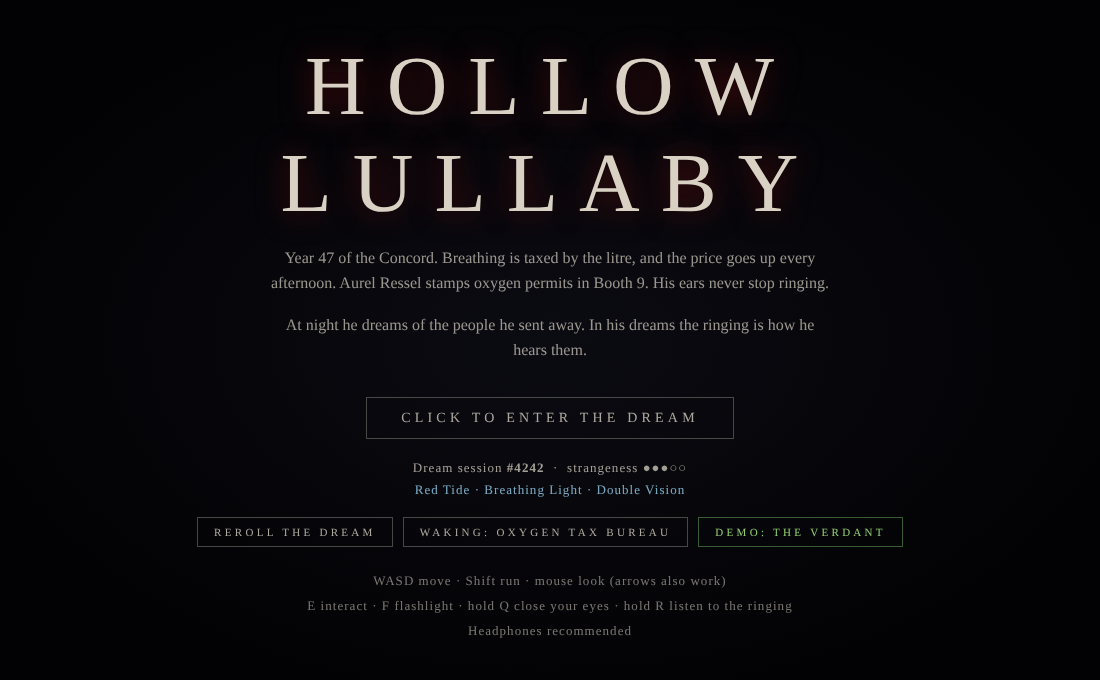 HOLLOW
LULLABY
Year 47 of the Concord. Breathing is taxed by the litre, and the price goes up every
afternoon. Aurel Ressel stamps oxygen permits in Booth 9. His ears never stop ringing.
At night he dreams of the people he sent away. In his dreams the ringing is how he
hears them.
CLICK TO ENTER THE DREAM
Dream session #4242 · strangeness ●●●○○
Red Tide · Breathing Light · Double Vision
REROLL THE DREAM
WAKING: OXYGEN TAX BUREAU
DEMO: THE VERDANT
WASD move · Shift run · mouse look (arrows also work)
E interact · F flashlight · hold Q close your eyes · hold R listen to the ringing
Headphones recommended